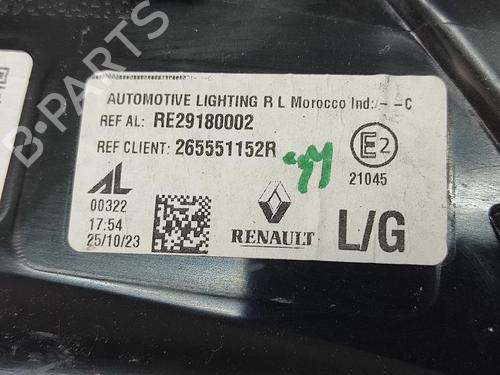 AUTOMOTIVE LIGHTING R L Morocco Ind:/--C
REF AL: RE29180002
REF CLIENT: 265551152R
E2
21045
AL
00322
17:54
25/10/23
RENAULT
L/G
B-PARTS